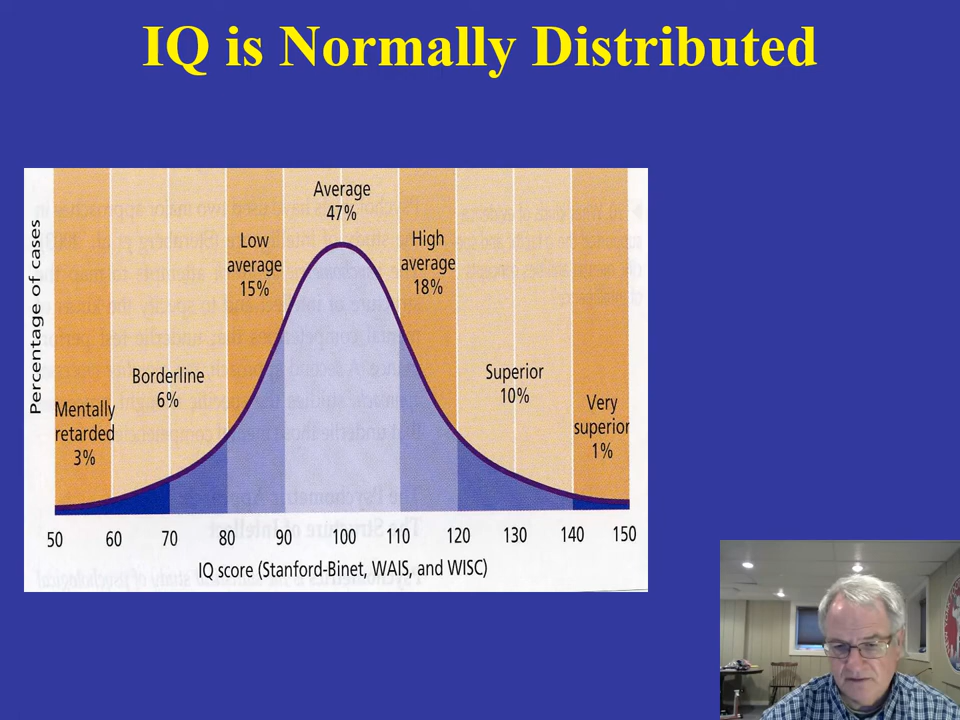 IQ is Normally Distributed
Average
47%
Low
average
15%
High
average
18%
Borderline
6%
Superior
10%
Mentally
retarded
3%
Very
superior
1%
Percentage of cases
50 60 70 80 90 100 110 120 130 140 150
IQ score (Stanford-Binet, WAIS, and WISC)